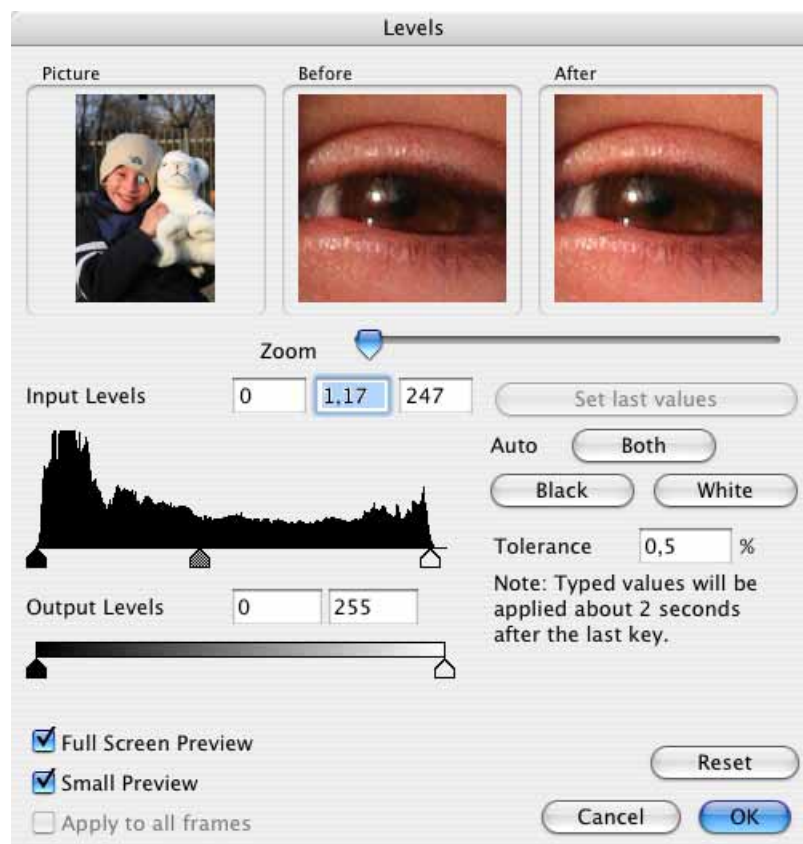 Levels
Picture
Before
After
Zoom
Input Levels 0 1,17 247
Set last values
Auto Both
Black White
Tolerance 0,5 %
Note: Typed values will be
applied about 2 seconds
after the last key.
Output Levels 0 255
Full Screen Preview
Small Preview
Apply to all frames
Reset
Cancel OK